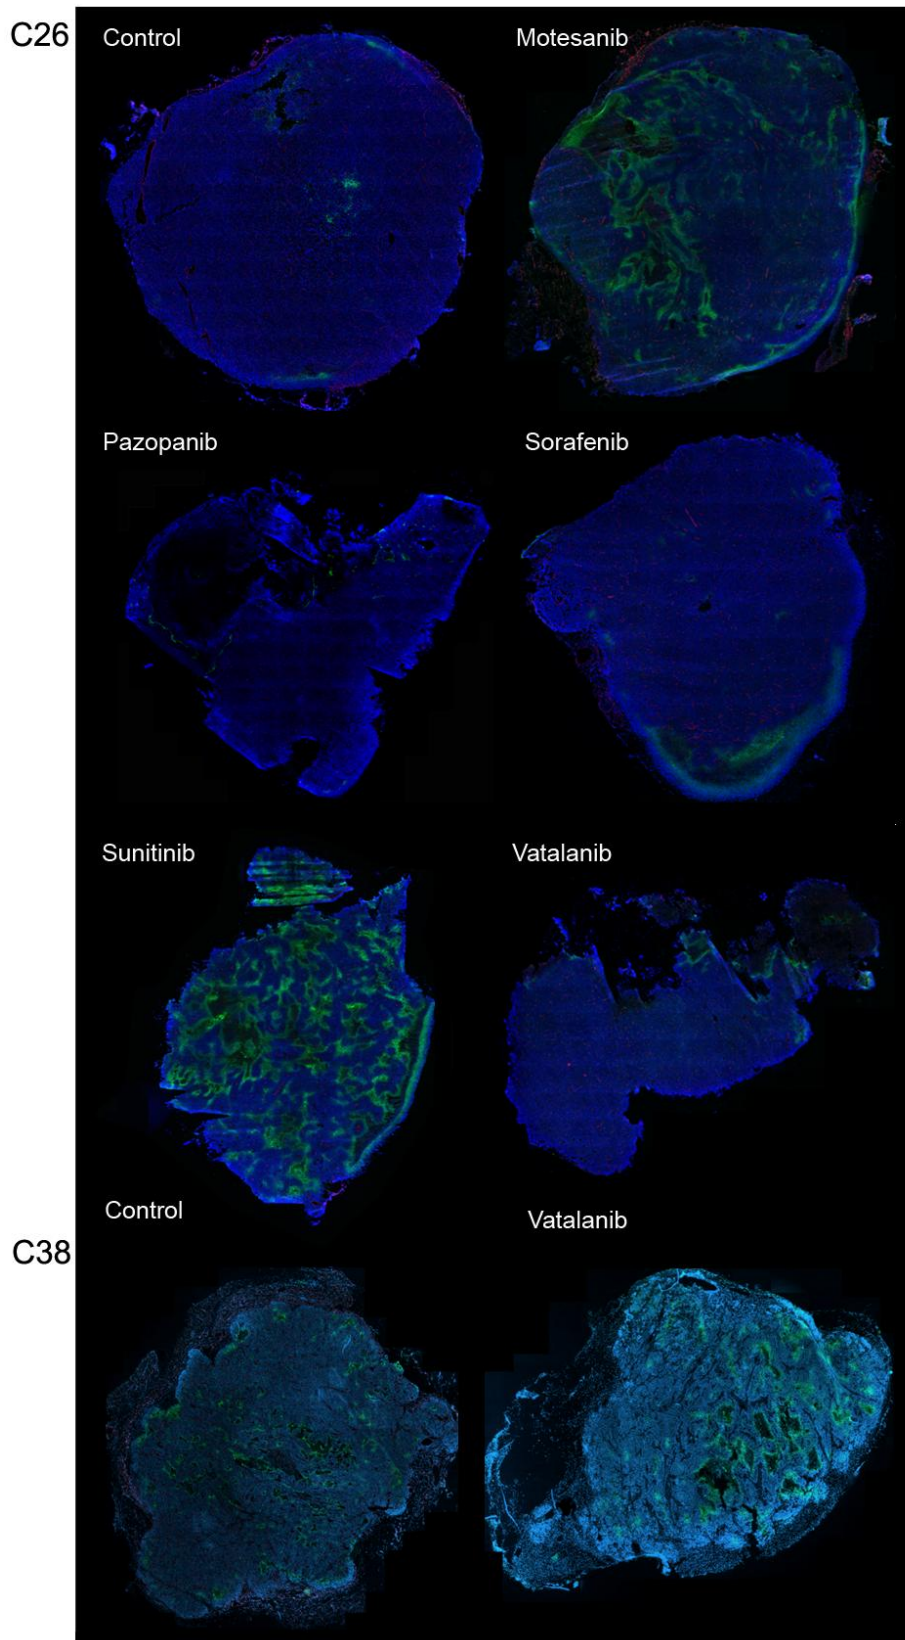 C26
Control
Motesanib
Pazopanib
Sorafenib
Sunitinib
Vatalanib
Control
Vatalanib
C38